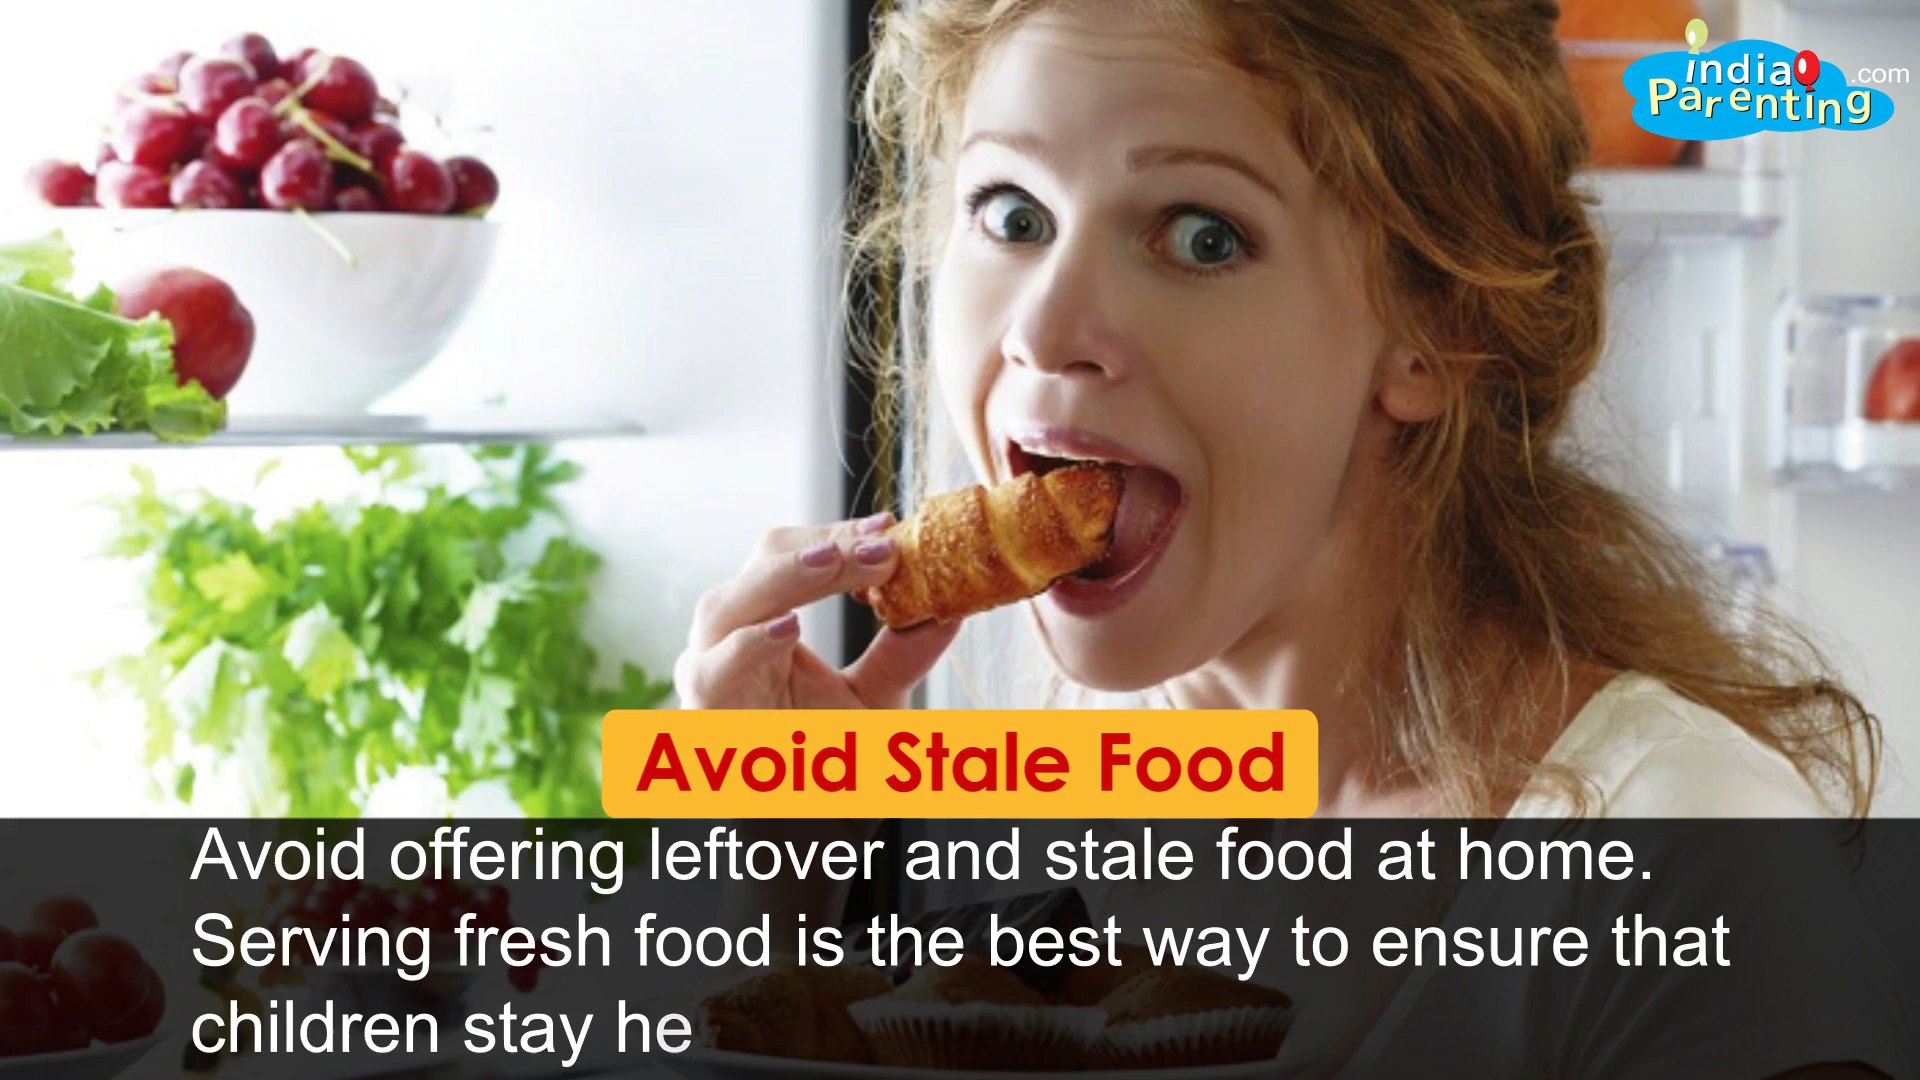 india
Parenting
.com
Avoid Stale Food
Avoid offering leftover and stale food at home.
Serving fresh food is the best way to ensure that
children stay he